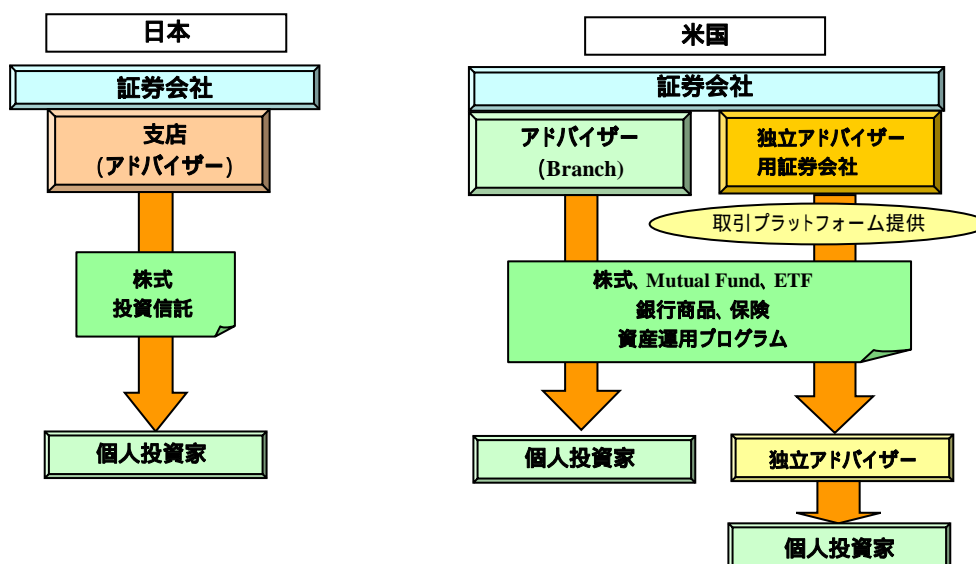 日本
証券会社
支店
(アドバイザー)
株式
投資信託
個人投資家
米国
証券会社
アドバイザー
(Branch)
独立アドバイザー
用証券会社
取引プラットフォーム提供
株式、Mutual Fund、ETF
銀行商品、保険
資産運用プログラム
個人投資家
独立アドバイザー
個人投資家